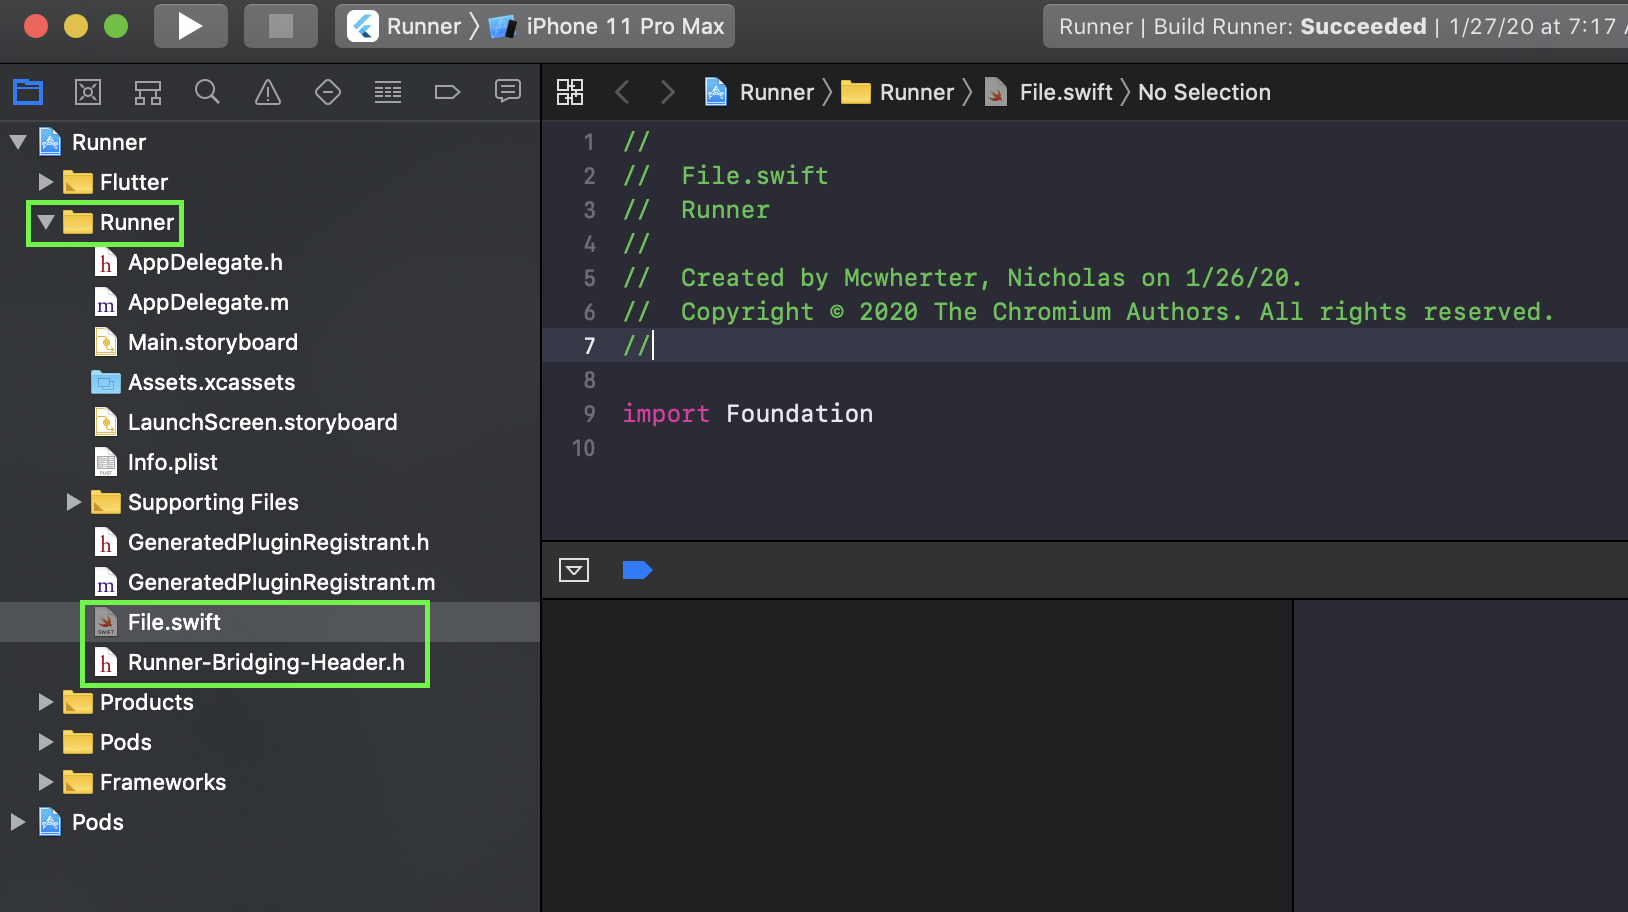 Runner 〉 iPhone 11 Pro Max
Runner | Build Runner: Succeeded | 1/27/20 at 7:17
Runner 〉 Runner 〉 File.swift 〉 No Selection
Runner
Flutter
Runner
AppDelegate.h
AppDelegate.m
Main.storyboard
Assets.xcassets
LaunchScreen.storyboard
Info.plist
Supporting Files
GeneratedPluginRegistrant.h
GeneratedPluginRegistrant.m
File.swift
Runner-Bridging-Header.h
Products
Pods
Frameworks
Pods
1 //
2 //  File.swift
3 //  Runner
4 //
5 //  Created by Mcwherter, Nicholas on 1/26/20.
6 //  Copyright © 2020 The Chromium Authors. All rights reserved.
7 //
8
9 import Foundation
10